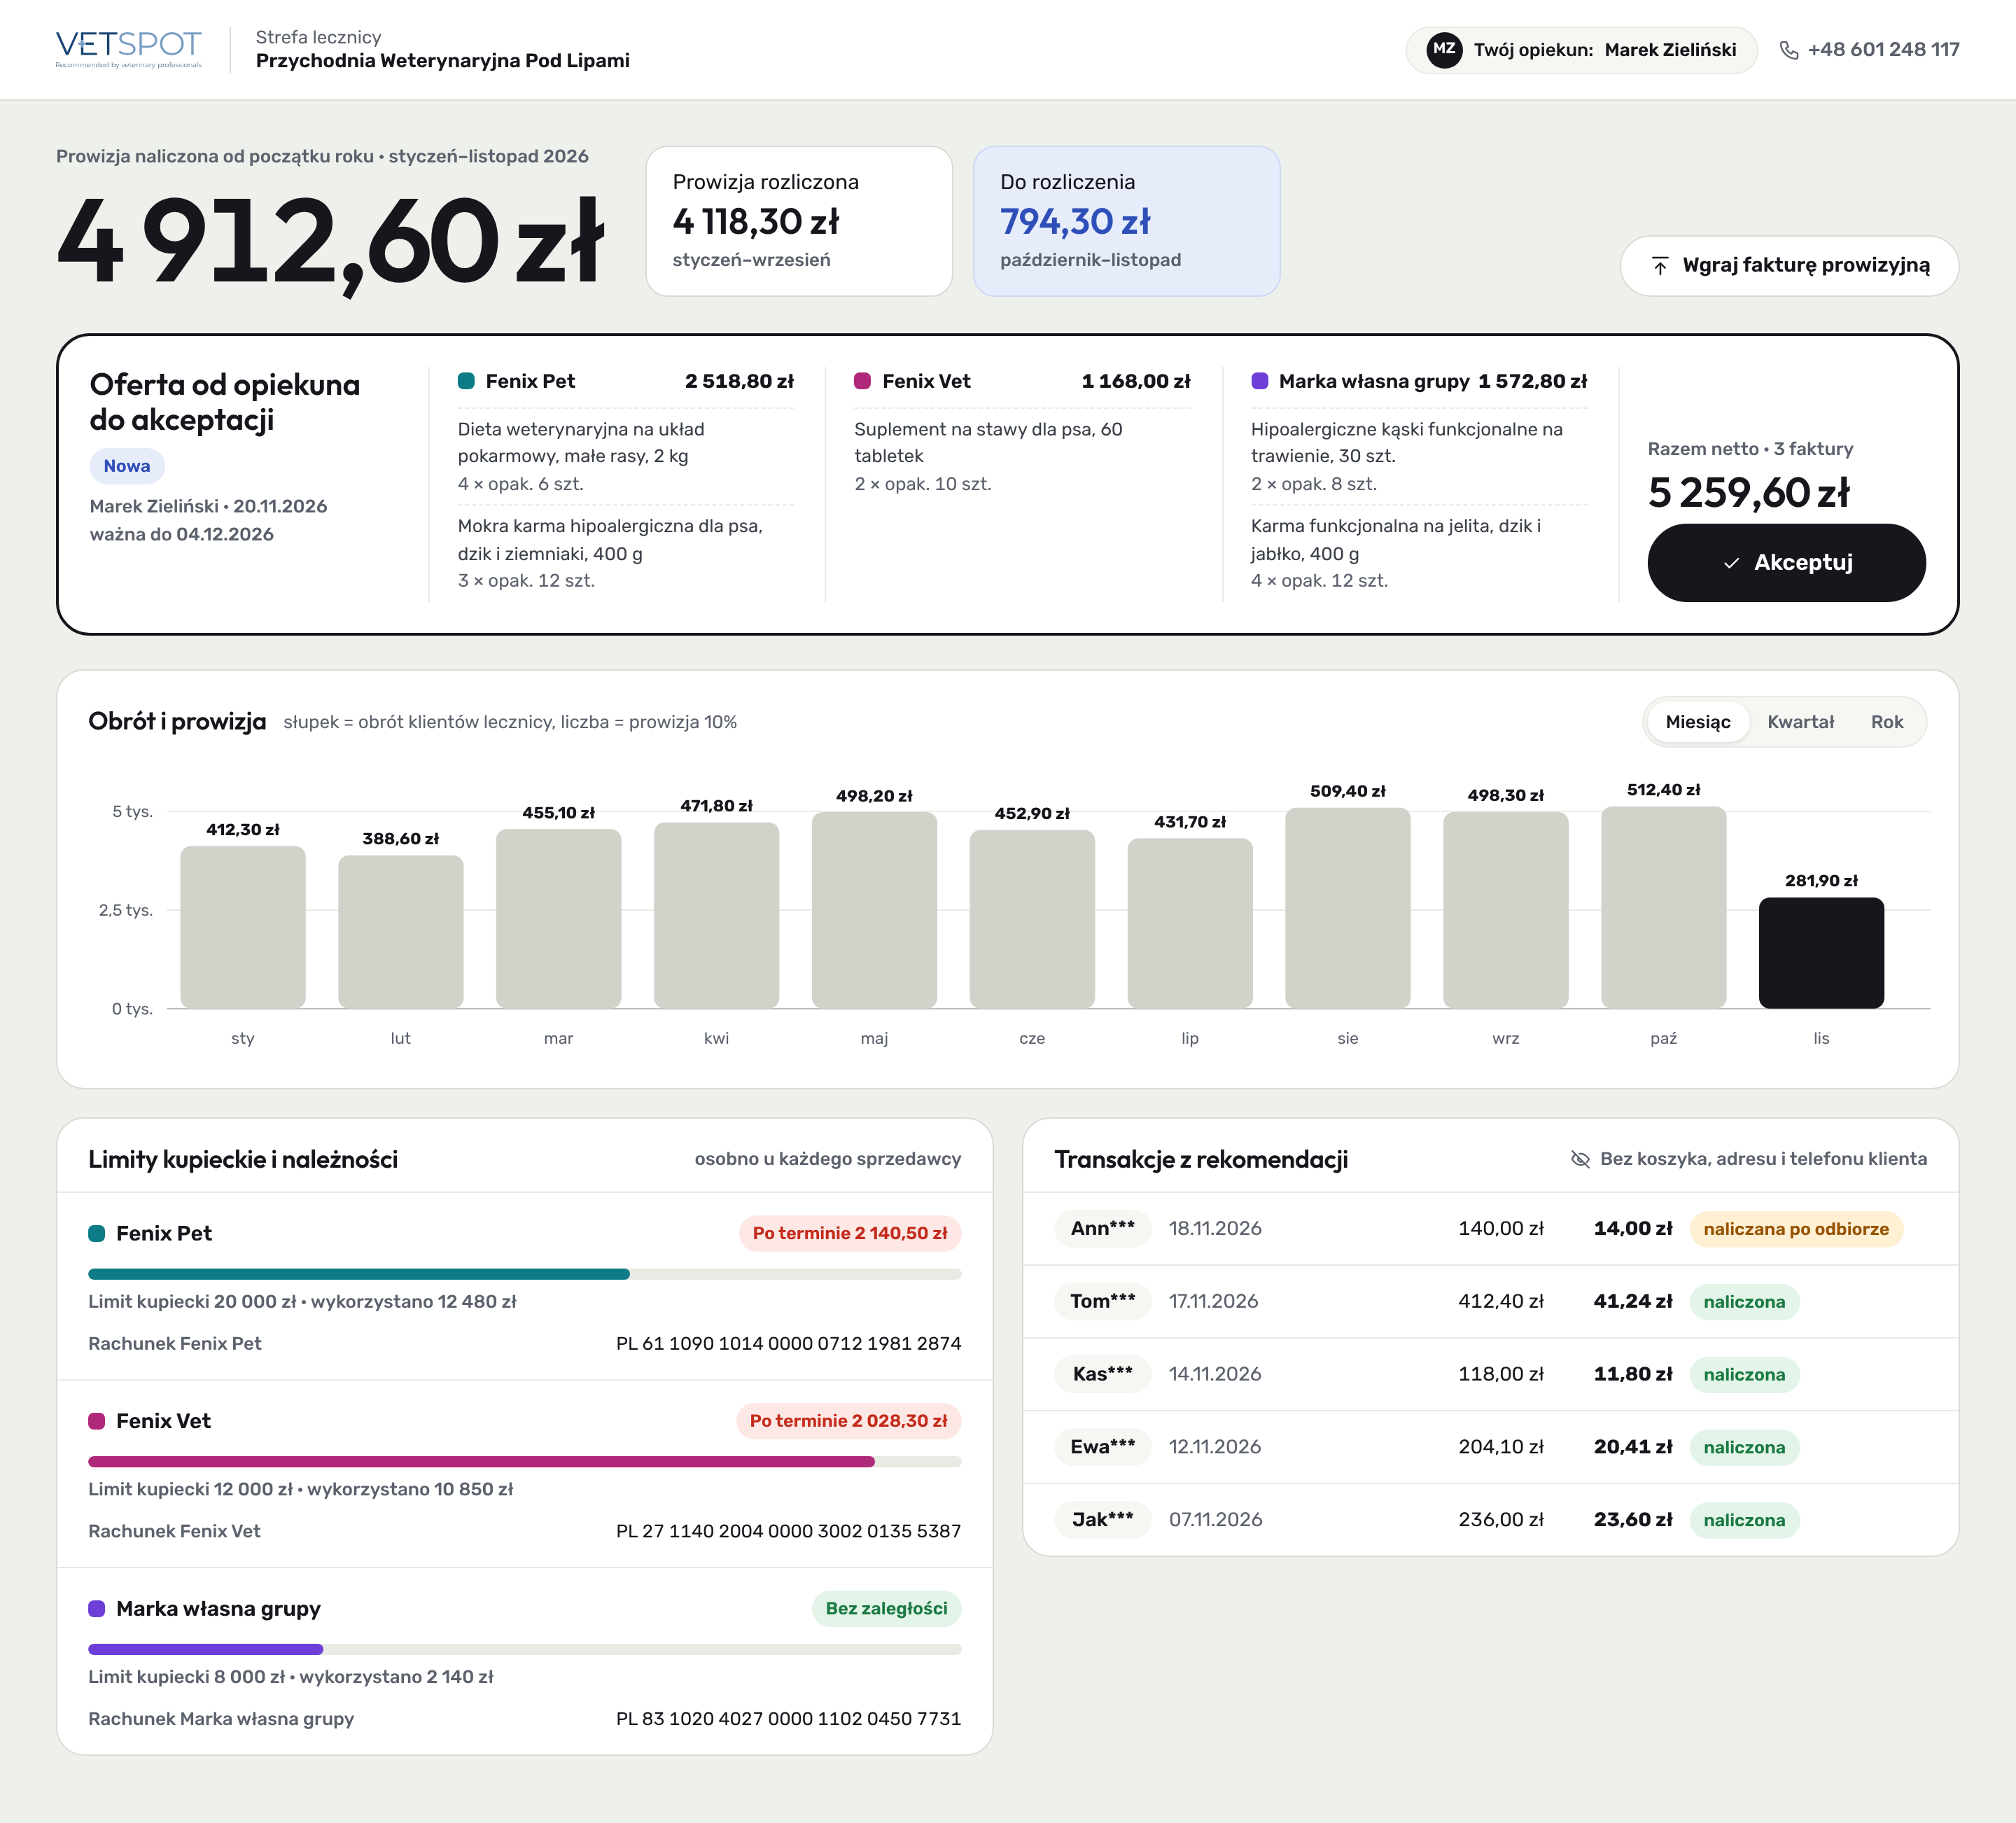 VETSPOT
Recommended by veterinary professionals
Strefa lecznicy
Przychodnia Weterynaryjna Pod Lipami
MZ Twój opiekun: Marek Zieliński
+48 601 248 117
Prowizja naliczona od początku roku • styczeń–listopad 2026
4 912,60 zł
Prowizja rozliczona
4 118,30 zł
styczeń–wrzesień
Do rozliczenia
794,30 zł
październik–listopad
Wgraj fakturę prowizyjną
Oferta od opiekuna
do akceptacji
Nowa
Marek Zieliński • 20.11.2026
ważna do 04.12.2026
Fenix Pet 2 518,80 zł
Dieta weterynaryjna na układ
pokarmowy, małe rasy, 2 kg
4 × opak. 6 szt.
Mokra karma hipoalergiczna dla psa,
dzik i ziemniaki, 400 g
3 × opak. 12 szt.
Fenix Vet 1 168,00 zł
Suplement na stawy dla psa, 60
tabletek
2 × opak. 10 szt.
Marka własna grupy 1 572,80 zł
Hipoalergiczne kąski funkcjonalne na
trawienie, 30 szt.
2 × opak. 8 szt.
Karma funkcjonalna na jelita, dzik i
jabłko, 400 g
4 × opak. 12 szt.
Razem netto • 3 faktury
5 259,60 zł
Akceptuj
Obrót i prowizja słupek = obrót klientów lecznicy, liczba = prowizja 10%
Miesiąc Kwartał Rok
5 tys.
2,5 tys.
0 tys.
412,30 zł
388,60 zł
455,10 zł
471,80 zł
498,20 zł
452,90 zł
431,70 zł
509,40 zł
498,30 zł
512,40 zł
281,90 zł
sty lut mar kwi maj cze lip sie wrz paź lis
Limity kupieckie i należności osobno u każdego sprzedawcy
Fenix Pet Po terminie 2 140,50 zł
Limit kupiecki 20 000 zł • wykorzystano 12 480 zł
Rachunek Fenix Pet PL 61 1090 1014 0000 0712 1981 2874
Fenix Vet Po terminie 2 028,30 zł
Limit kupiecki 12 000 zł • wykorzystano 10 850 zł
Rachunek Fenix Vet PL 27 1140 2004 0000 3002 0135 5387
Marka własna grupy Bez zaległości
Limit kupiecki 8 000 zł • wykorzystano 2 140 zł
Rachunek Marka własna grupy PL 83 1020 4027 0000 1102 0450 7731
Transakcje z rekomendacji Bez koszyka, adresu i telefonu klienta
Ann*** 18.11.2026 140,00 zł 14,00 zł naliczana po odbiorze
Tom*** 17.11.2026 412,40 zł 41,24 zł naliczona
Kas*** 14.11.2026 118,00 zł 11,80 zł naliczona
Ewa*** 12.11.2026 204,10 zł 20,41 zł naliczona
Jak*** 07.11.2026 236,00 zł 23,60 zł naliczona